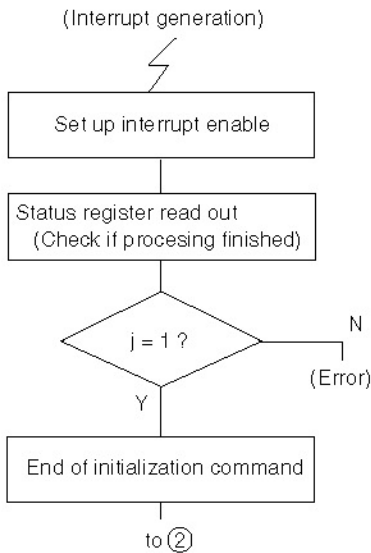 (Interrupt generation)
Set up interrupt enable
Status register read out
(Check if procesing finished)
j = 1 ?
N
(Error)
Y
End of initialization command
to ②